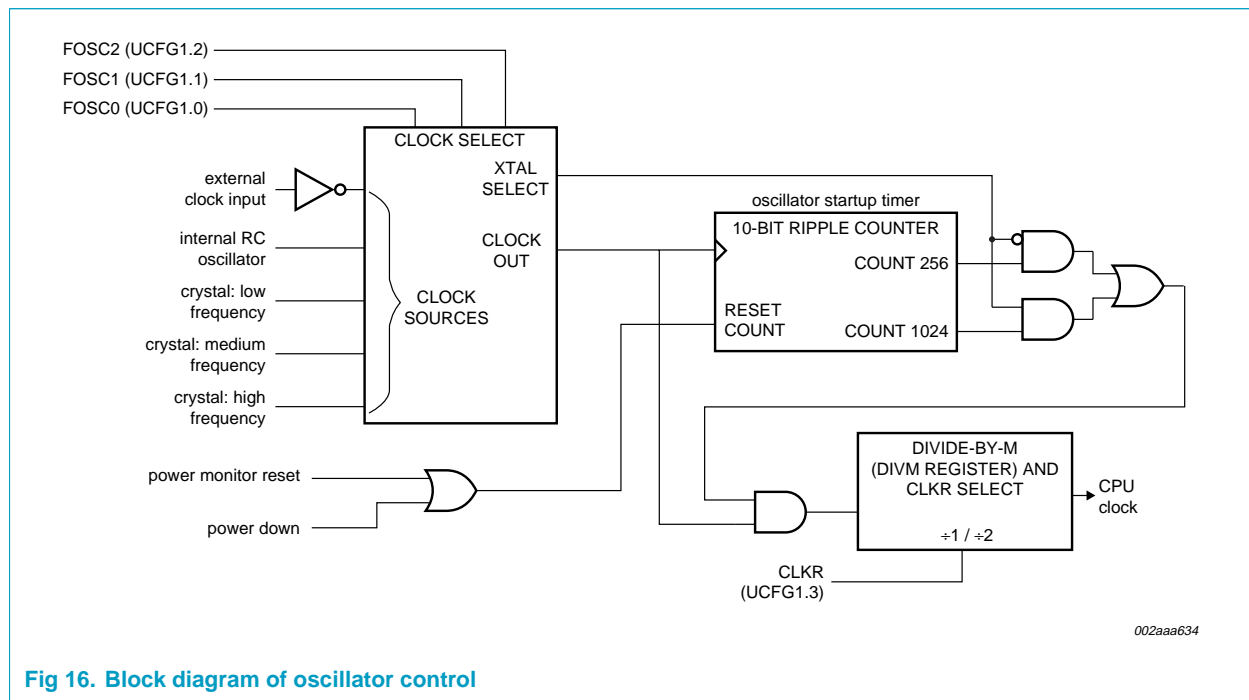 FOSC2 (UCFG1.2)
FOSC1 (UCFG1.1)
FOSC0 (UCFG1.0)
CLOCK SELECT
XTAL
SELECT
external
clock input
internal RC
oscillator
CLOCK
OUT
crystal: low
frequency
CLOCK
SOURCES
crystal: medium
frequency
crystal: high
frequency
oscillator startup timer
10-BIT RIPPLE COUNTER
COUNT 256
RESET
COUNT
COUNT 1024
power monitor reset
power down
DIVIDE-BY-M
(DIVM REGISTER) AND
CLKR SELECT
÷1 / ÷2
CPU
clock
CLKR
(UCFG1.3)
002aaa634
Fig 16. Block diagram of oscillator control